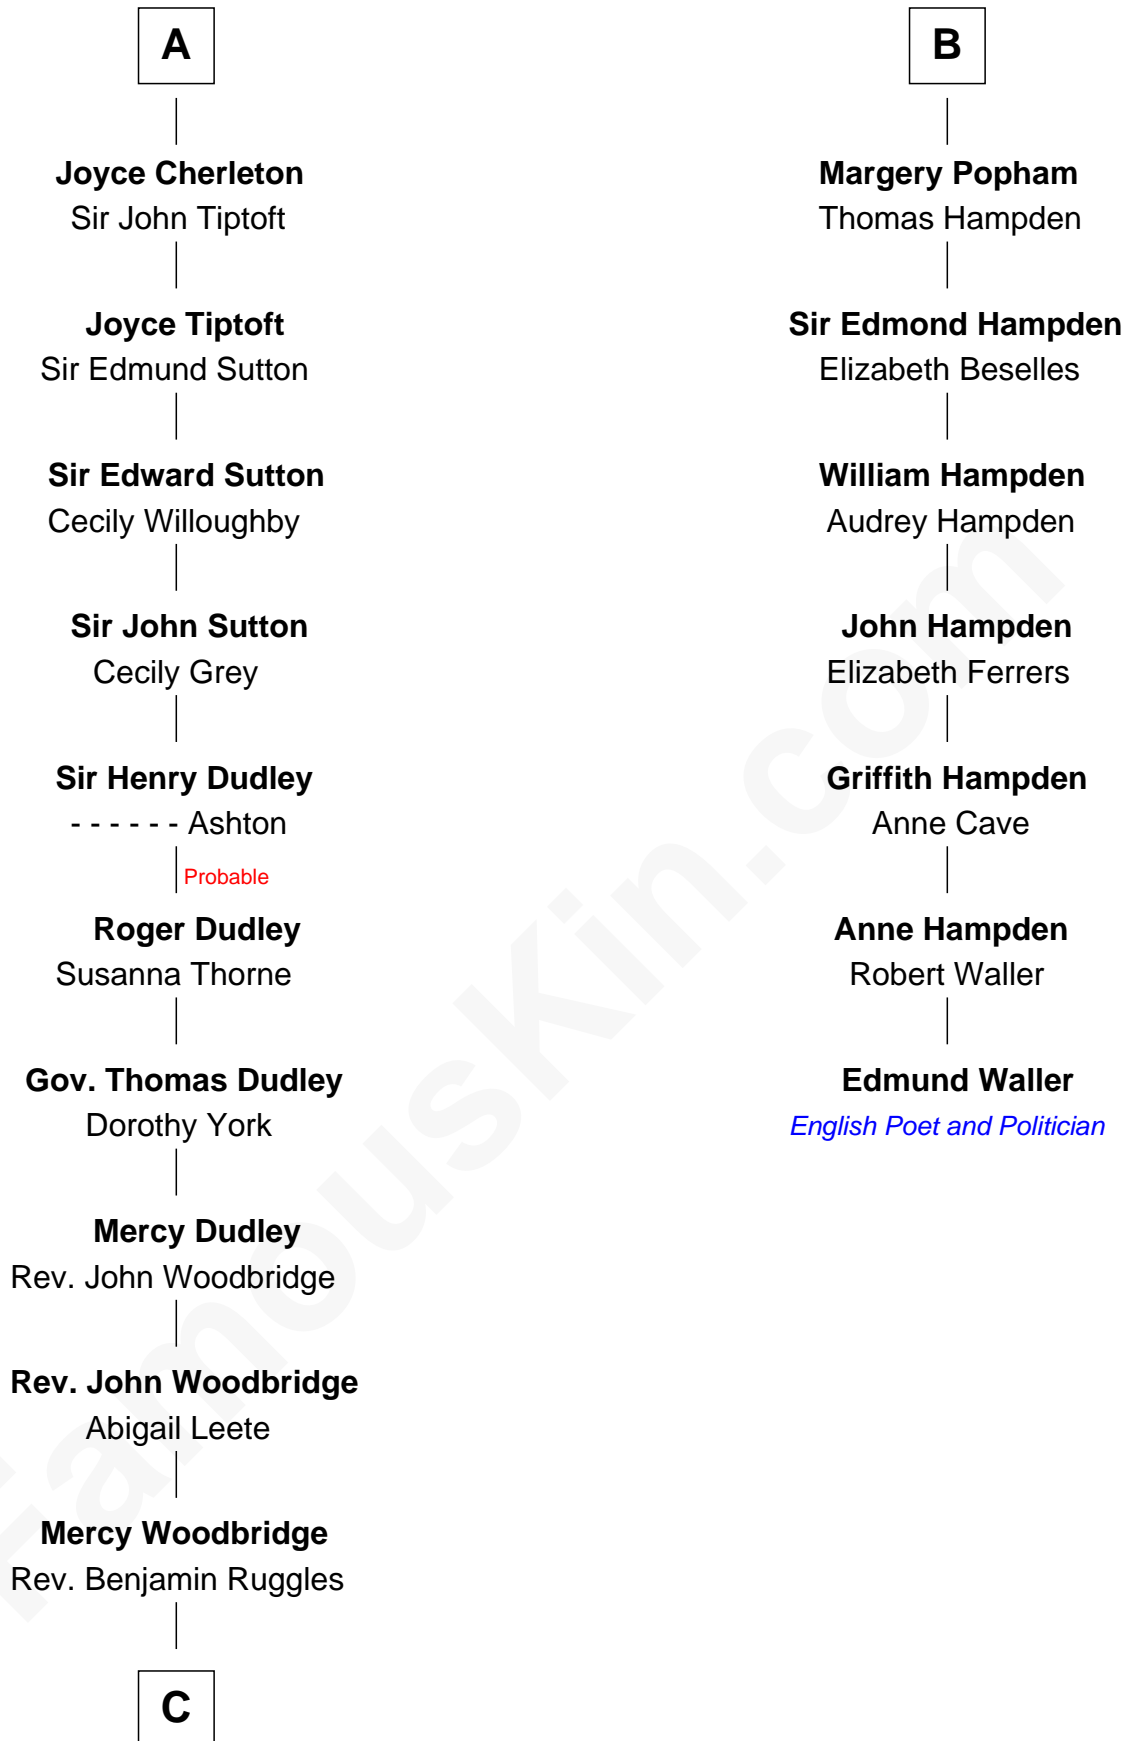 A
Joyce Cherleton
Sir John Tiptoft
Joyce Tiptoft
Sir Edmund Sutton
Sir Edward Sutton
Cecily Willoughby
Sir John Sutton
Cecily Grey
Sir Henry Dudley
- - - - - - Ashton
Probable
Roger Dudley
Susanna Thorne
Gov. Thomas Dudley
Dorothy York
Mercy Dudley
Rev. John Woodbridge
Rev. John Woodbridge
Abigail Leete
Mercy Woodbridge
Rev. Benjamin Ruggles
C
B
Margery Popham
Thomas Hampden
Sir Edmond Hampden
Elizabeth Beselles
William Hampden
Audrey Hampden
John Hampden
Elizabeth Ferrers
Griffith Hampden
Anne Cave
Anne Hampden
Robert Waller
Edmund Waller
English Poet and Politician
FamousKin.com